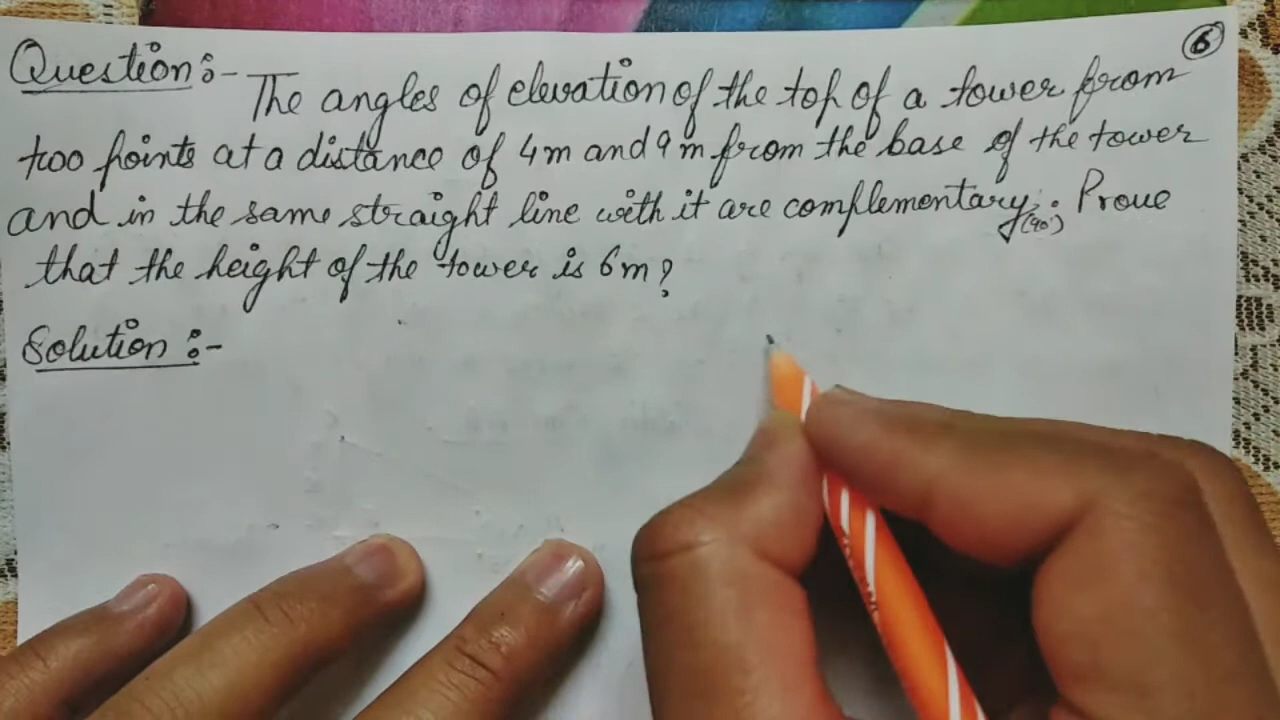 6
Question:- The angles of elevation of the top of a tower from
two points at a distance of 4m and 9m from the base of the tower
and in the same straight line with it are complementary. Prove
(90°)
that the height of the tower is 6m?
Solution:-